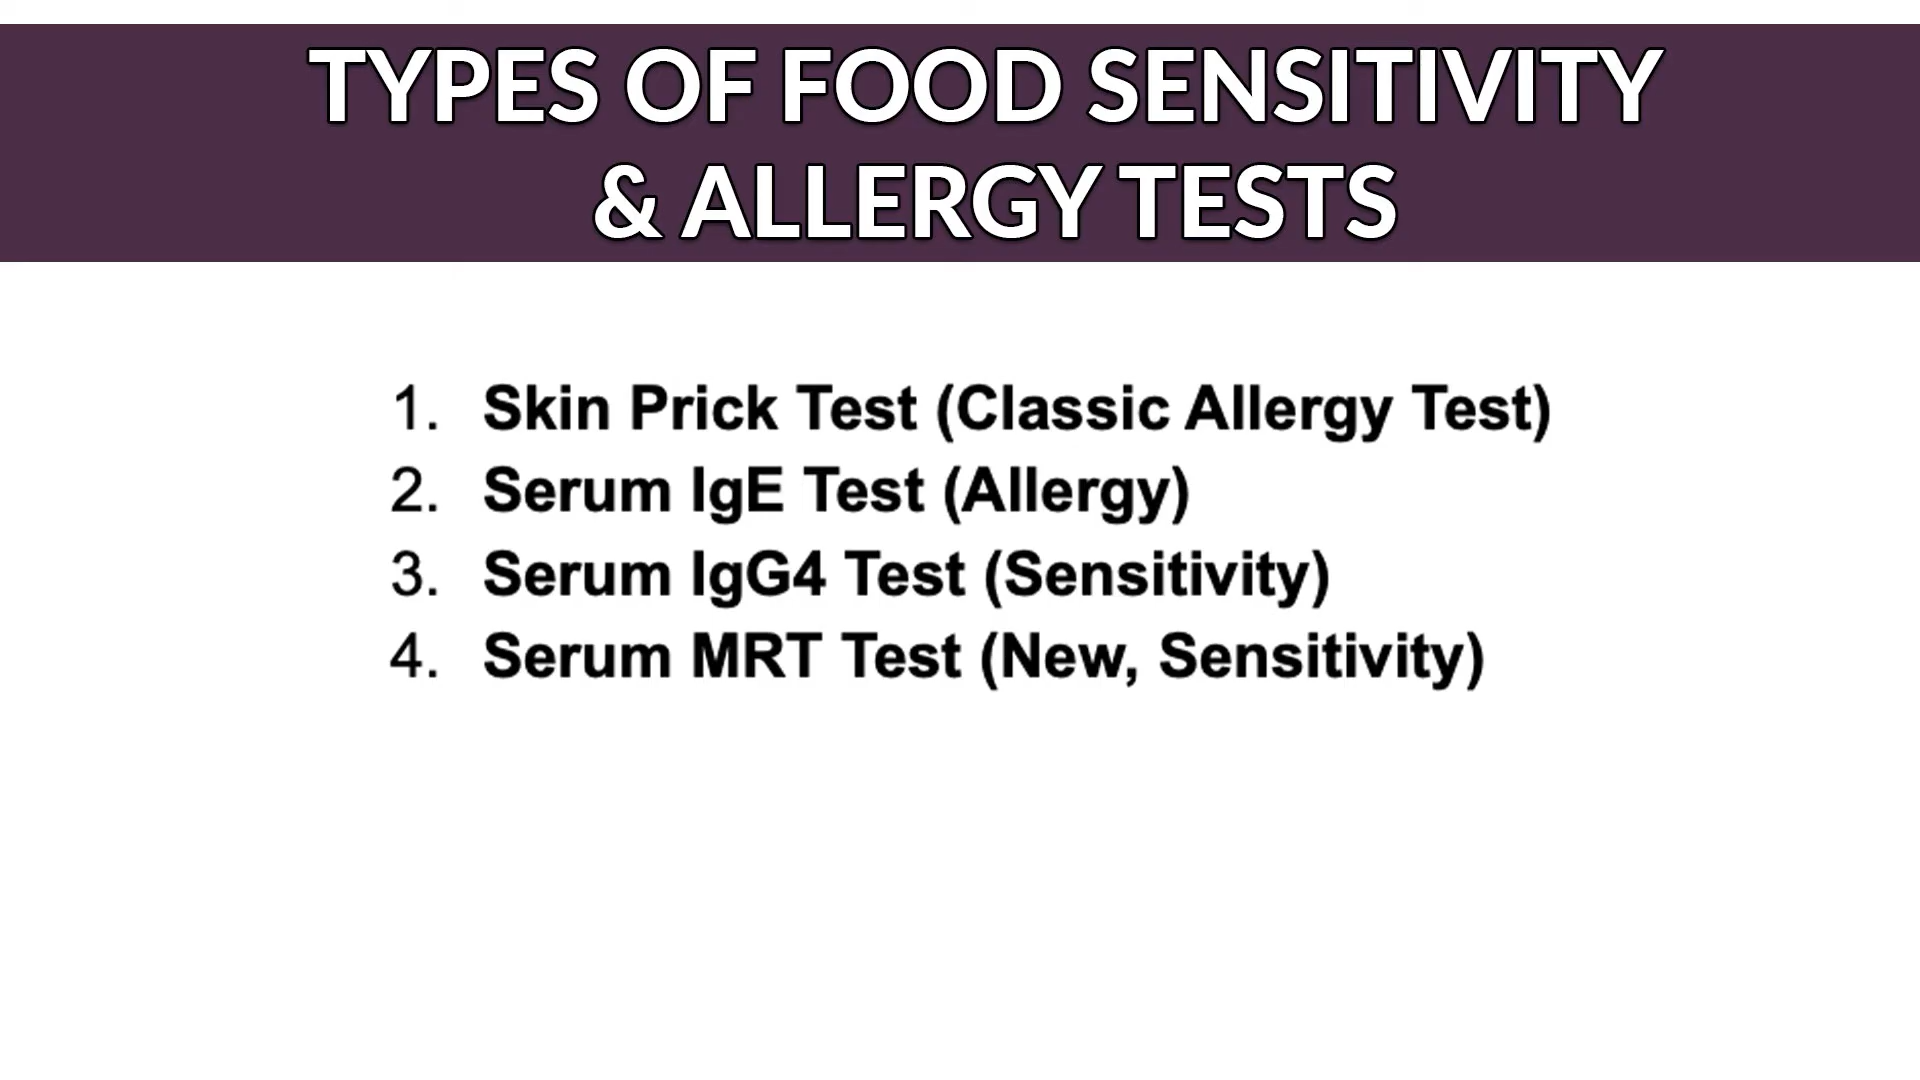 TYPES OF FOOD SENSITIVITY
& ALLERGY TESTS
1. Skin Prick Test (Classic Allergy Test)
2. Serum IgE Test (Allergy)
3. Serum IgG4 Test (Sensitivity)
4. Serum MRT Test (New, Sensitivity)